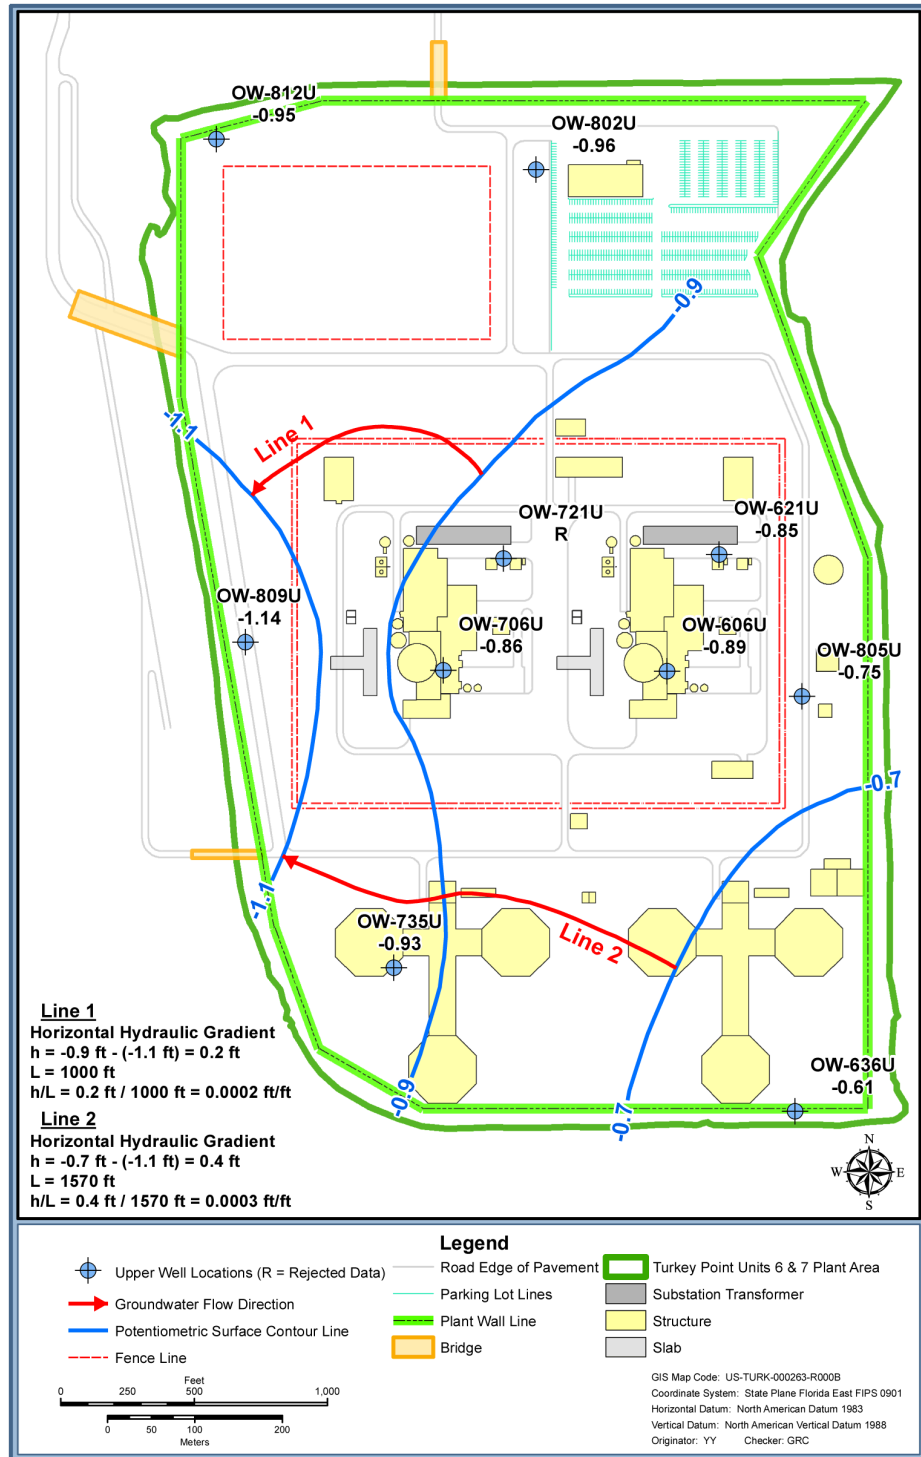 OW-812U
-0.95
OW-802U
-0.96
-0.9
-1.1
Line 1
OW-721U
R
OW-621U
-0.85
OW-809U
-1.14
OW-706U
-0.86
OW-606U
-0.89
OW-805U
-0.75
-0.7
-1.1
OW-735U
-0.93
Line 2
-0.9
-0.7
OW-636U
-0.61
Line 1
Horizontal Hydraulic Gradient
h = -0.9 ft - (-1.1 ft) = 0.2 ft
L = 1000 ft
h/L = 0.2 ft / 1000 ft = 0.0002 ft/ft
Line 2
Horizontal Hydraulic Gradient
h = -0.7 ft - (-1.1 ft) = 0.4 ft
L = 1570 ft
h/L = 0.4 ft / 1570 ft = 0.0003 ft/ft
N
W E
S
Legend
Upper Well Locations (R = Rejected Data)
Groundwater Flow Direction
Potentiometric Surface Contour Line
Fence Line
Road Edge of Pavement
Parking Lot Lines
Plant Wall Line
Bridge
Turkey Point Units 6 & 7 Plant Area
Substation Transformer
Structure
Slab
Feet
0 250 500 1,000
0 50 100 200
Meters
GIS Map Code: US-TURK-000263-R000B
Coordinate System: State Plane Florida East FIPS 0901
Horizontal Datum: North American Datum 1983
Vertical Datum: North American Vertical Datum 1988
Originator: YY Checker: GRC